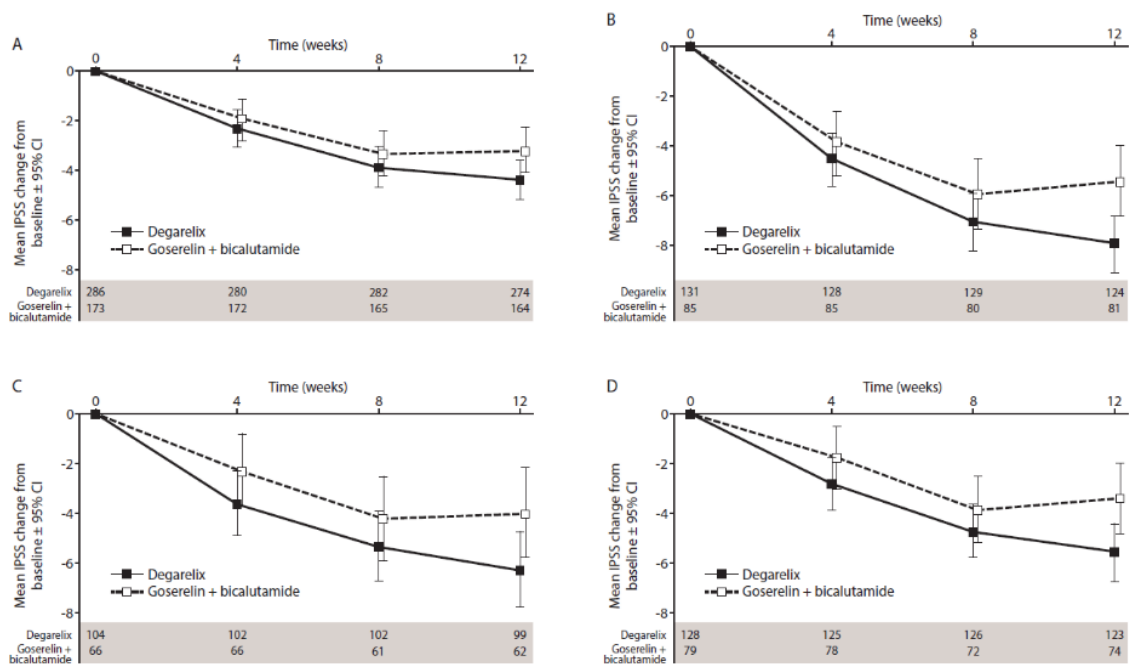 A
Time (weeks)
0 4 8 12
0
-2
-4
-6
-8
Mean IPSS change from
baseline ± 95% CI
Degarelix
Goserelin + bicalutamide
Degarelix 286 280 282 274
Goserelin +
bicalutamide 173 172 165 164
B
Time (weeks)
0 4 8 12
0
-2
-4
-6
-8
Mean IPSS change from
baseline ± 95% CI
Degarelix
Goserelin + bicalutamide
Degarelix 131 128 129 124
Goserelin +
bicalutamide 85 85 80 81
C
Time (weeks)
0 4 8 12
0
-2
-4
-6
-8
Mean IPSS change from
baseline ± 95% CI
Degarelix
Goserelin + bicalutamide
Degarelix 104 102 102 99
Goserelin +
bicalutamide 66 66 61 62
D
Time (weeks)
0 4 8 12
0
-2
-4
-6
-8
Mean IPSS change from
baseline ± 95% CI
Degarelix
Goserelin + bicalutamide
Degarelix 128 125 126 123
Goserelin +
bicalutamide 79 78 72 74